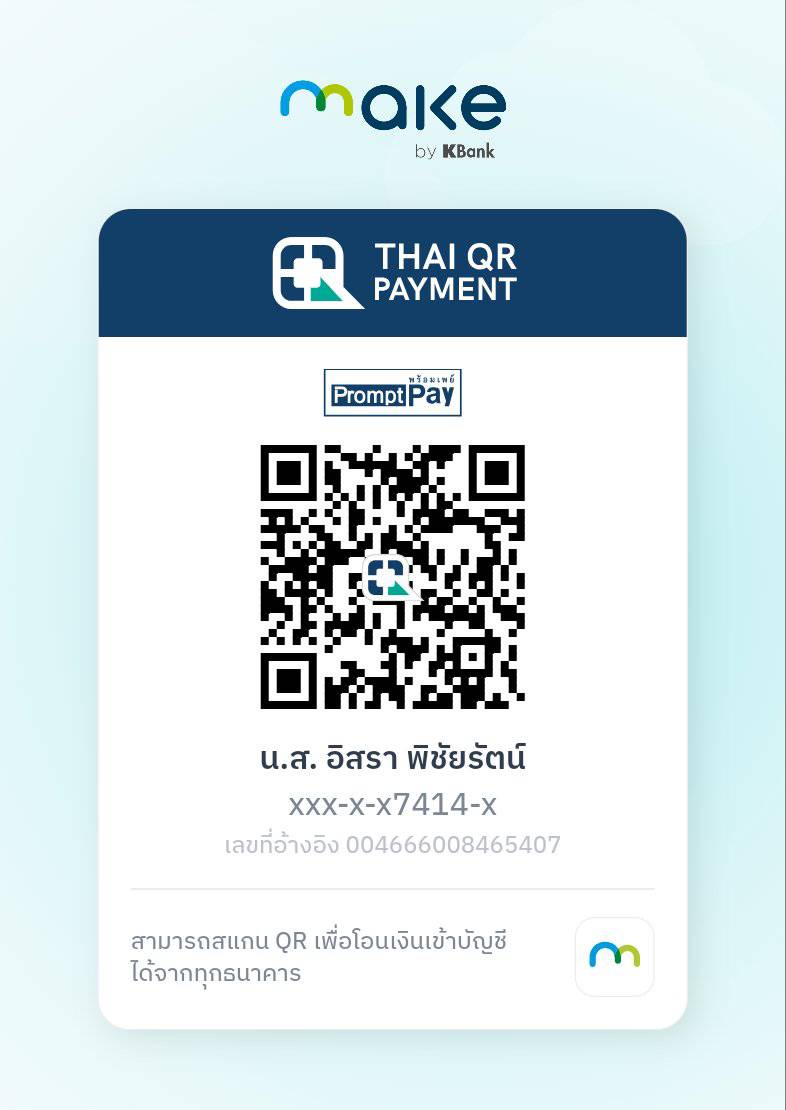 make
by KBank
THAI QR
PAYMENT
พร้อมเพย์
PromptPay
น.ส. อิสรา พิชัยรัตน์
xxx-x-x7414-x
เลขที่อ้างอิง 004666008465407
สามารถสแกน QR เพื่อโอนเงินเข้าบัญชี
ได้จากทุกธนาคาร